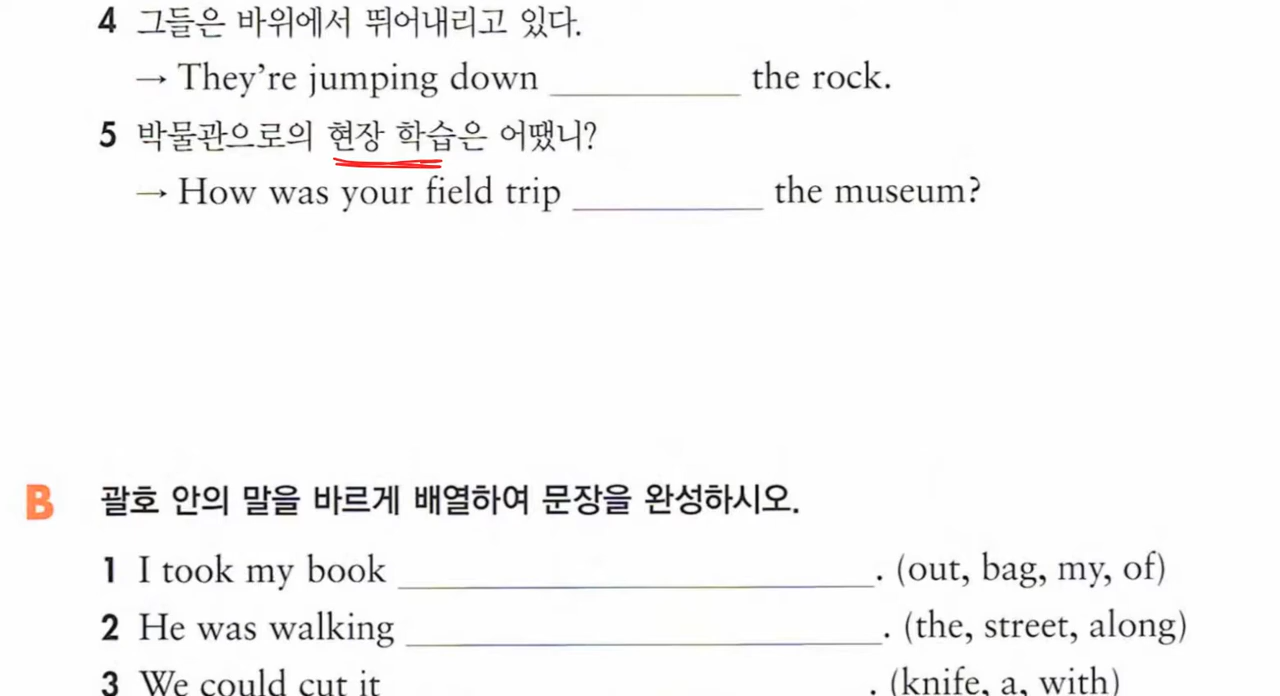 4 그들은 바위에서 뛰어내리고 있다.
→ They're jumping down __________ the rock.
5 박물관으로의 현장 학습은 어땠니?
→ How was your field trip __________ the museum?
B 괄호 안의 말을 바르게 배열하여 문장을 완성하시오.
1 I took my book __________. (out, bag, my, of)
2 He was walking __________. (the, street, along)
3 We could cut it __________. (knife, a, with)